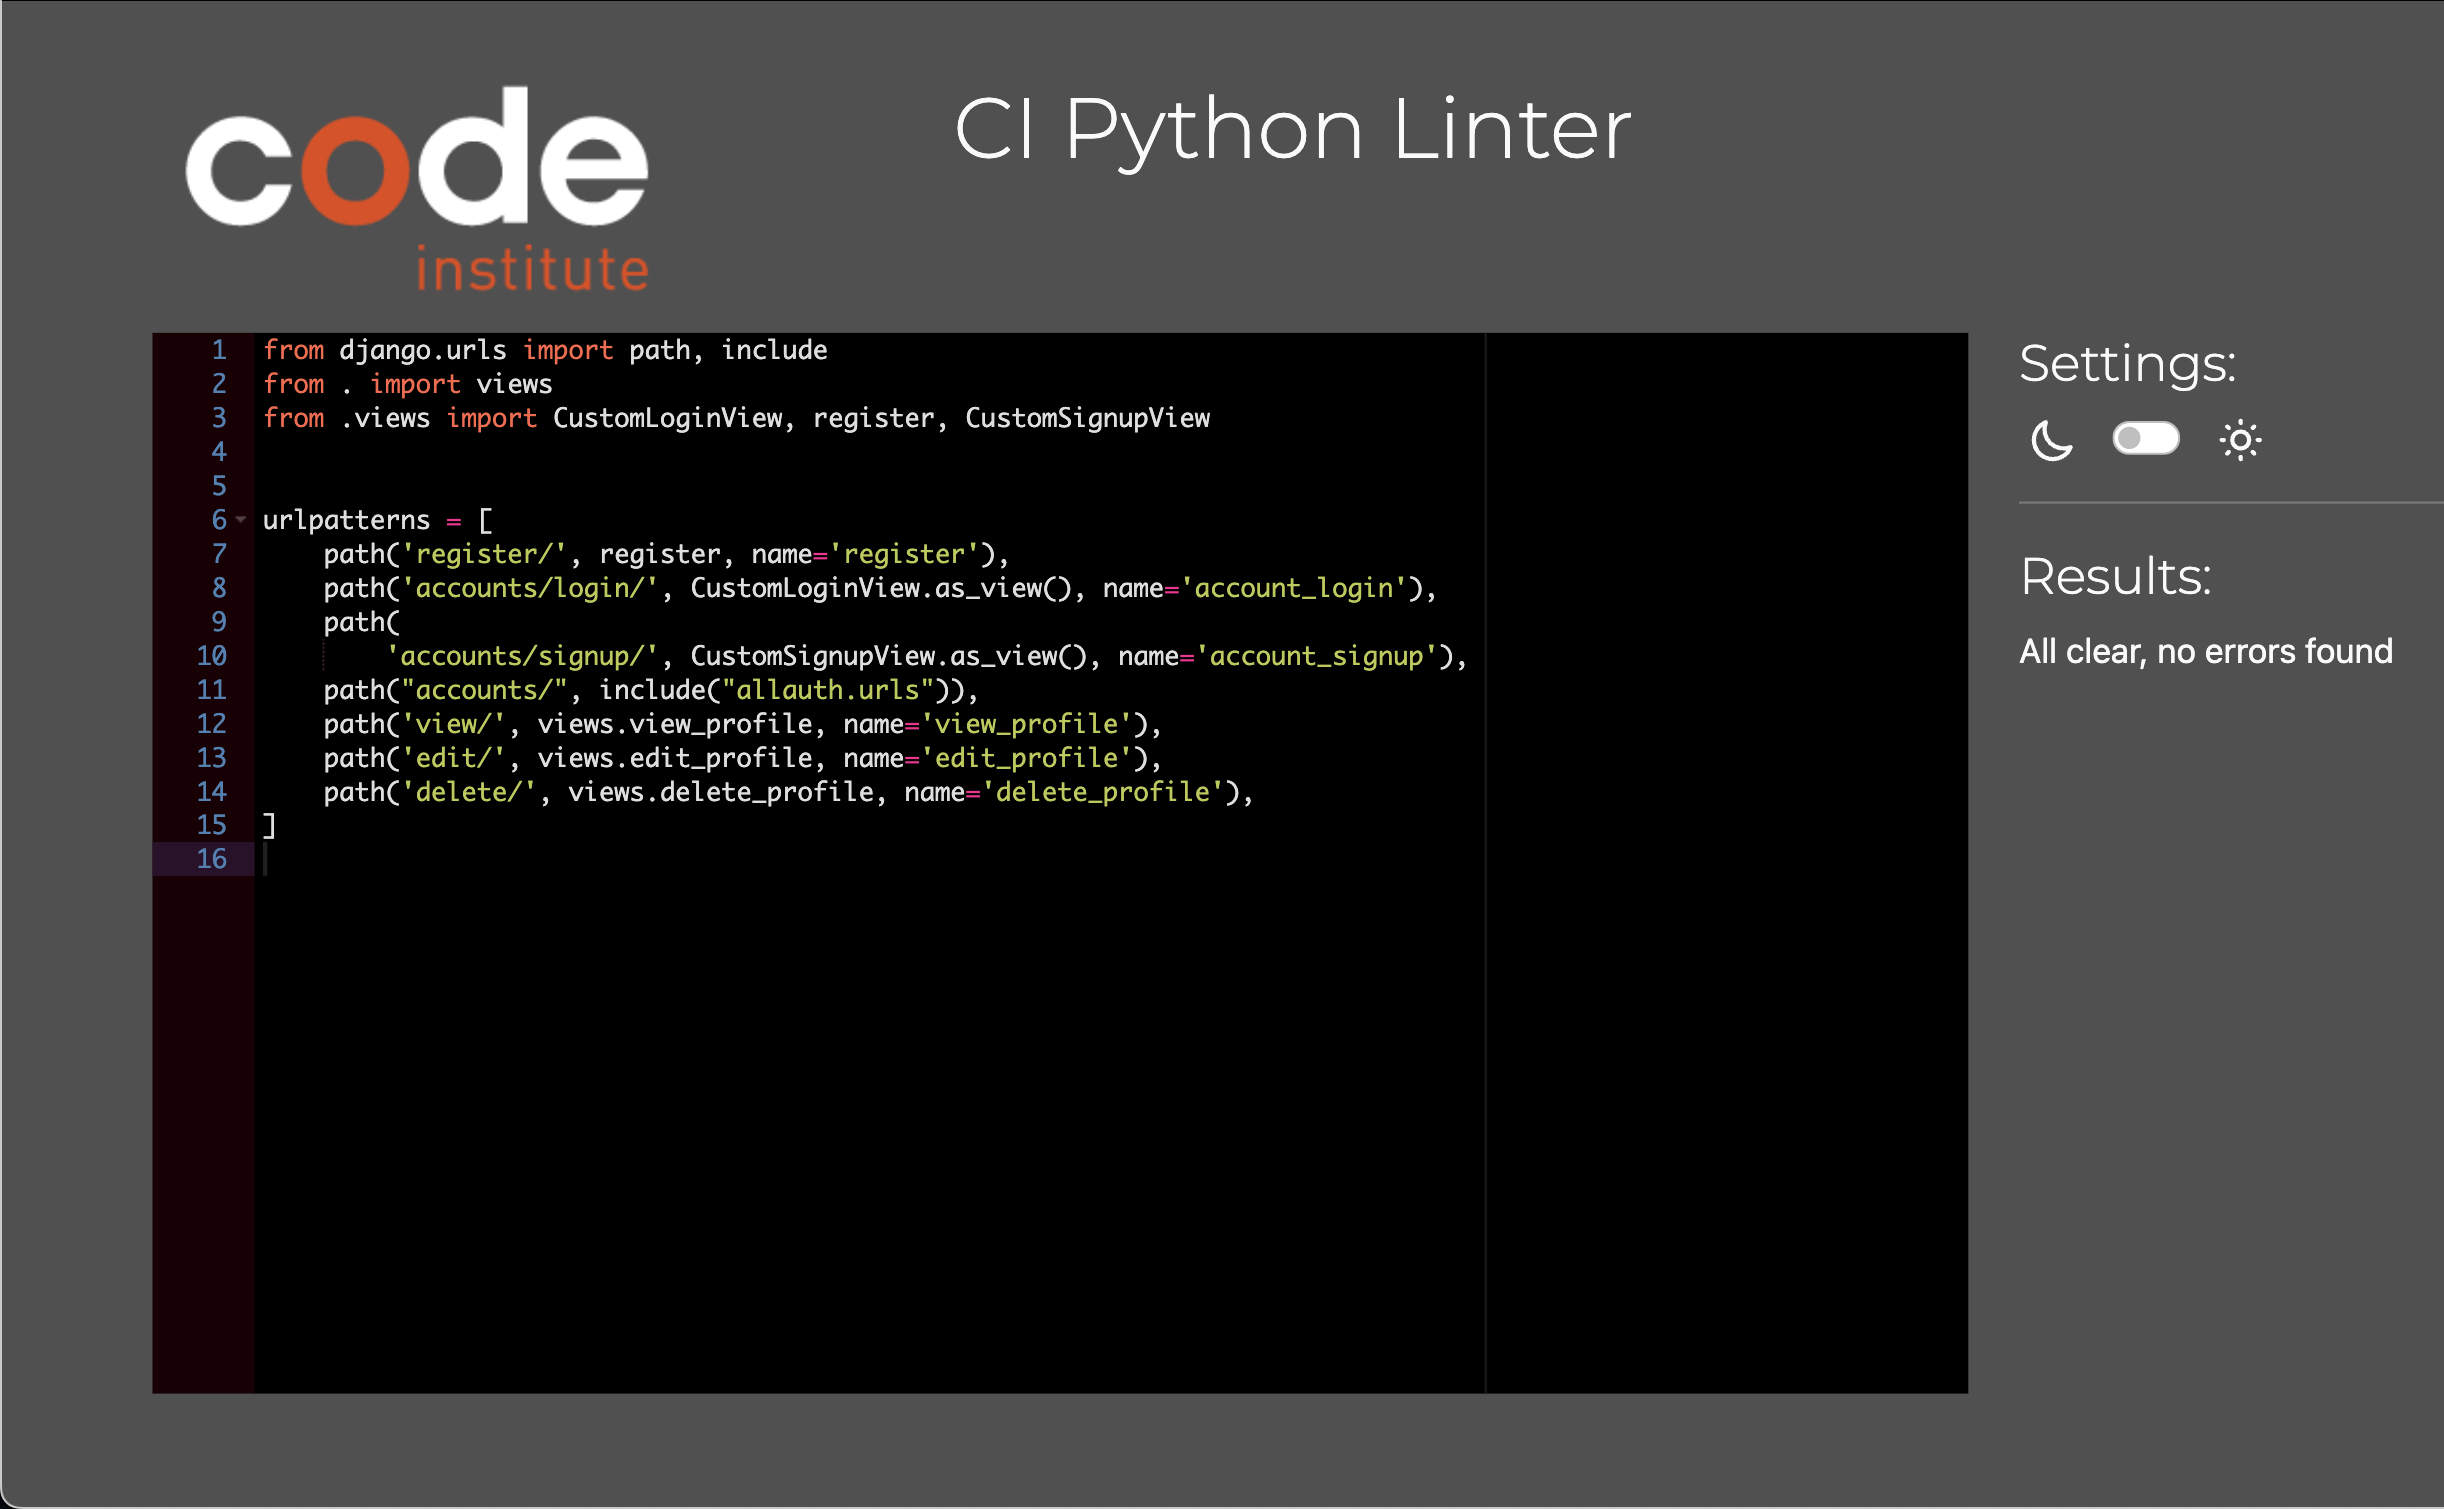 code
institute
CI Python Linter
1 from django.urls import path, include
2 from . import views
3 from .views import CustomLoginView, register, CustomSignupView
4
5
6 urlpatterns = [
7     path('register/', register, name='register'),
8     path('accounts/login/', CustomLoginView.as_view(), name='account_login'),
9     path(
10         'accounts/signup/', CustomSignupView.as_view(), name='account_signup'),
11     path("accounts/", include("allauth.urls")),
12     path('view/', views.view_profile, name='view_profile'),
13     path('edit/', views.edit_profile, name='edit_profile'),
14     path('delete/', views.delete_profile, name='delete_profile'),
15 ]
16
Settings:
Results:
All clear, no errors found